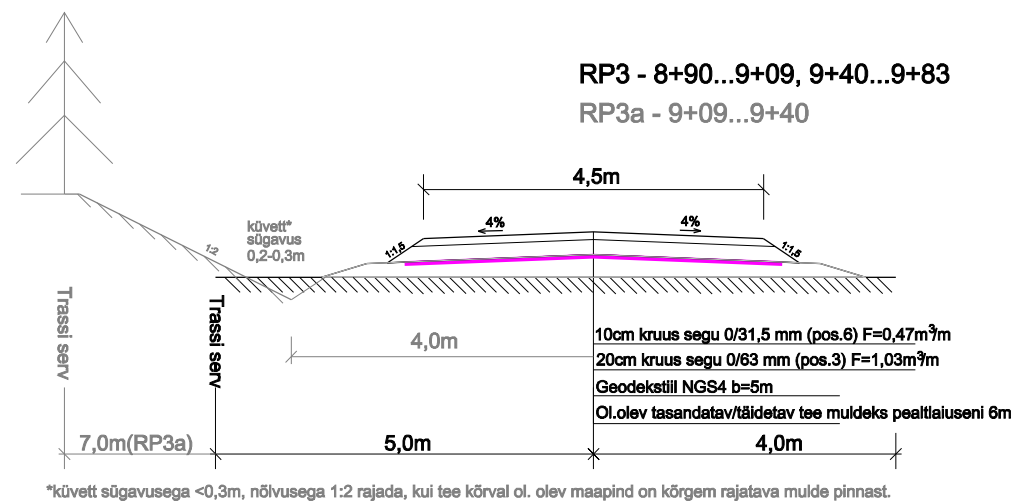 RP3 - 8+90...9+09, 9+40...9+83
RP3a - 9+09...9+40
4,5m
4%
4%
küvett*
sügavus
0,2-0,3m
1:2
1:1,5
1:1,5
Trassi serv
Trassi serv
4,0m
10cm kruus segu 0/31,5 mm (pos.6) F=0,47m³/m
20cm kruus segu 0/63 mm (pos.3) F=1,03m³/m
Geodekstiil NGS4 b=5m
Ol.olev tasandatav/täidetav tee muldeks pealtlaiuseni 6m
7,0m(RP3a)
5,0m
4,0m
*küvett sügavusega <0,3m, nõlvusega 1:2 rajada, kui tee kõrval ol. olev maapind on kõrgem rajatava mulde pinnast.